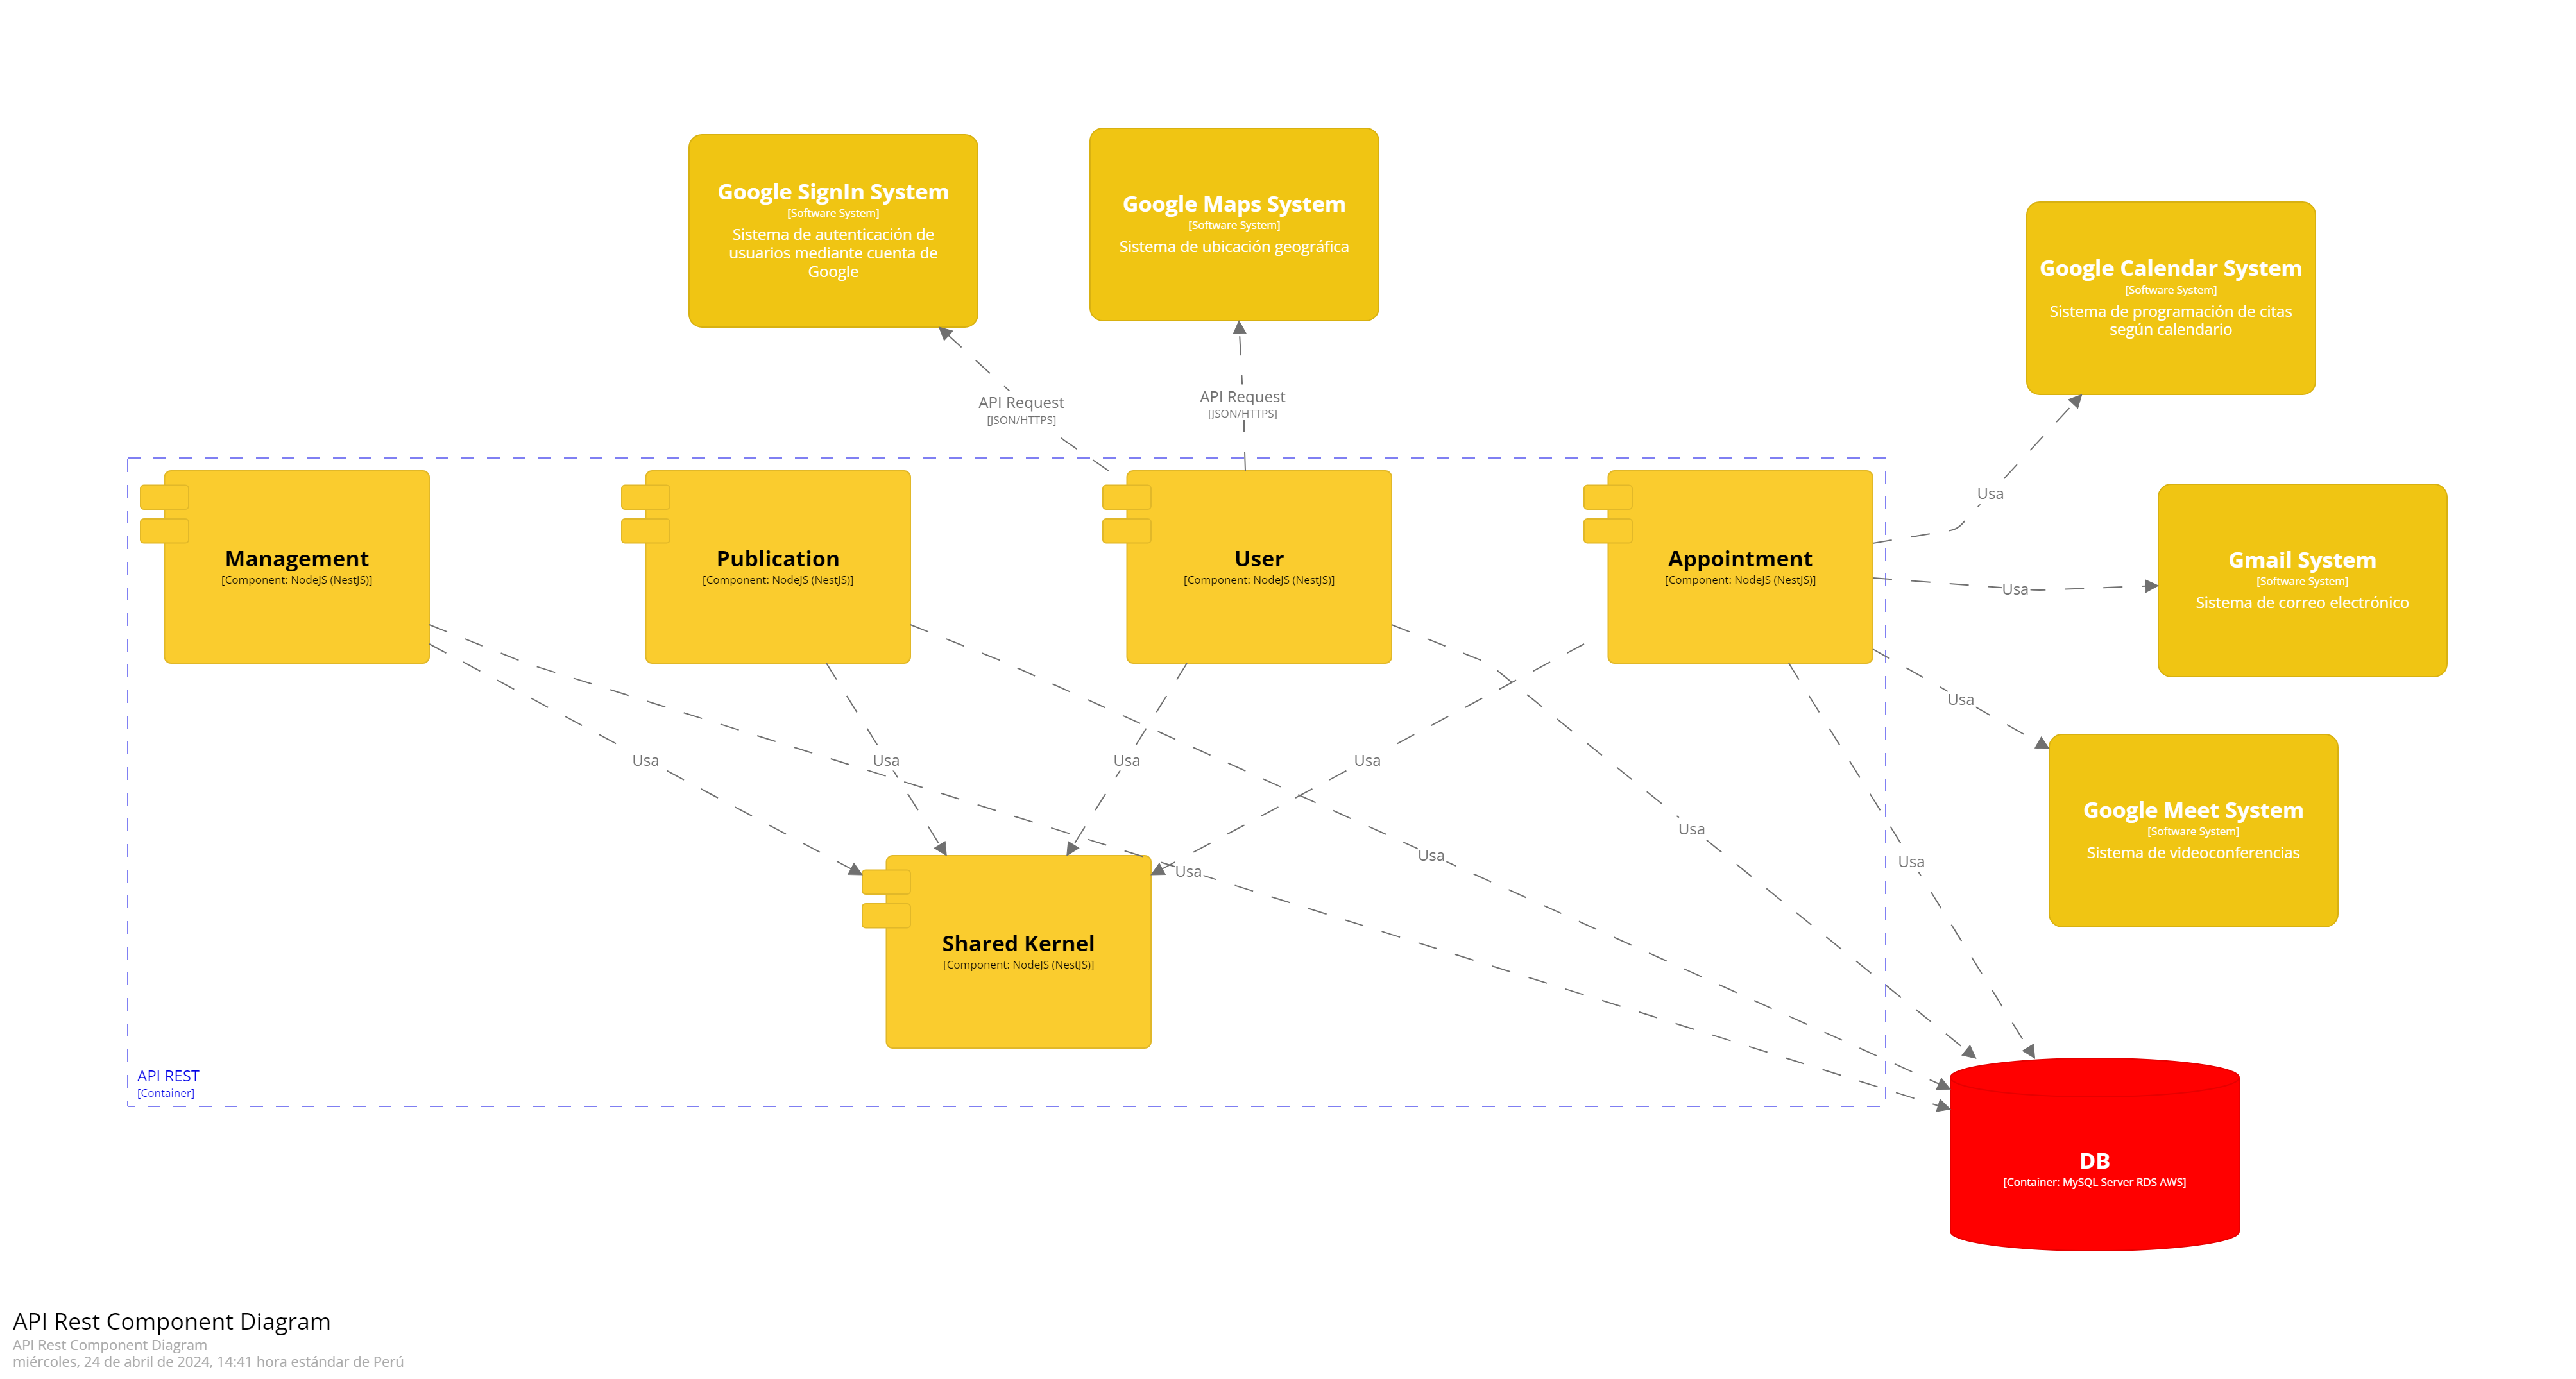 Google SignIn System
[Software System]
Sistema de autenticación de
usuarios mediante cuenta de
Google
Google Maps System
[Software System]
Sistema de ubicación geográfica
Google Calendar System
[Software System]
Sistema de programación de citas
según calendario
API Request
[JSON/HTTPS]
API Request
[JSON/HTTPS]
Usa
Management
[Component: NodeJS (NestJS)]
Publication
[Component: NodeJS (NestJS)]
User
[Component: NodeJS (NestJS)]
Appointment
[Component: NodeJS (NestJS)]
Usa
Gmail System
[Software System]
Sistema de correo electrónico
Usa
Usa
Usa
Usa
Usa
Google Meet System
[Software System]
Sistema de videoconferencias
Usa
Usa
Usa
Usa
Shared Kernel
[Component: NodeJS (NestJS)]
API REST
[Container]
DB
[Container: MySQL Server RDS AWS]
API Rest Component Diagram
API Rest Component Diagram
miércoles, 24 de abril de 2024, 14:41 hora estándar de Perú